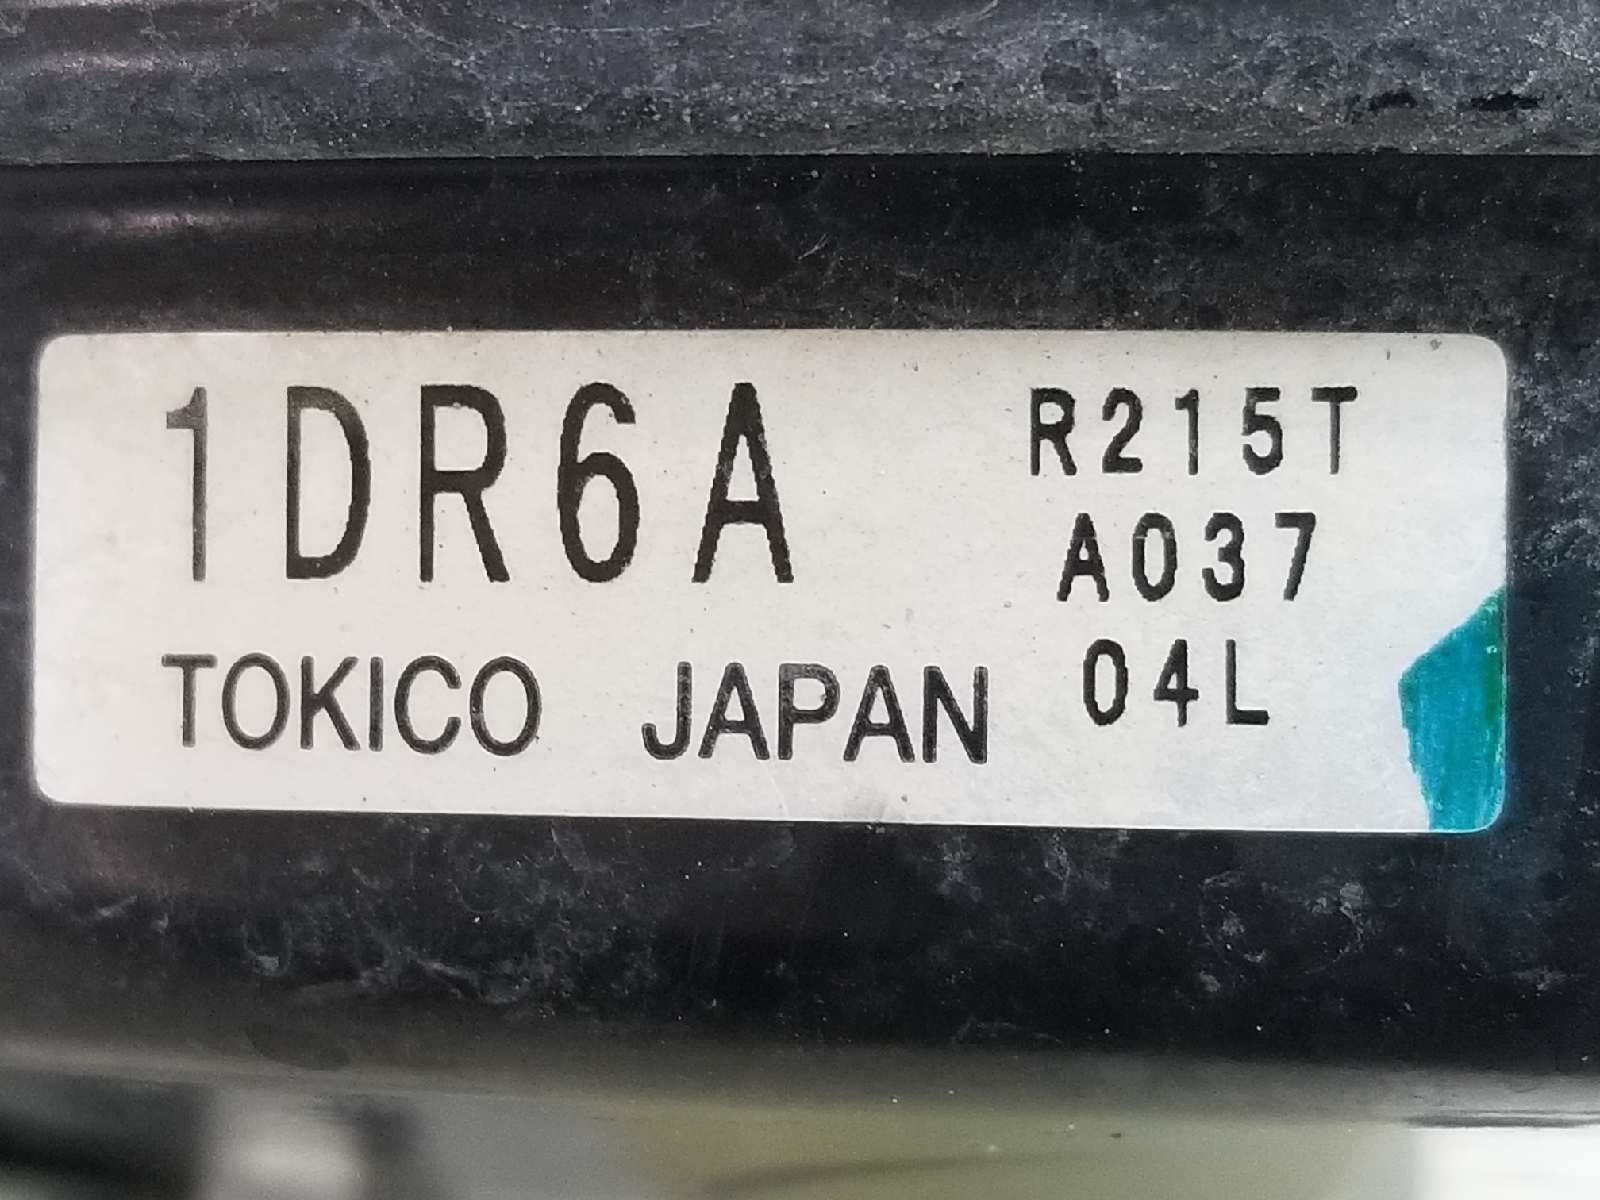 1DR6A
TOKICO JAPAN
R215T
A037
04L